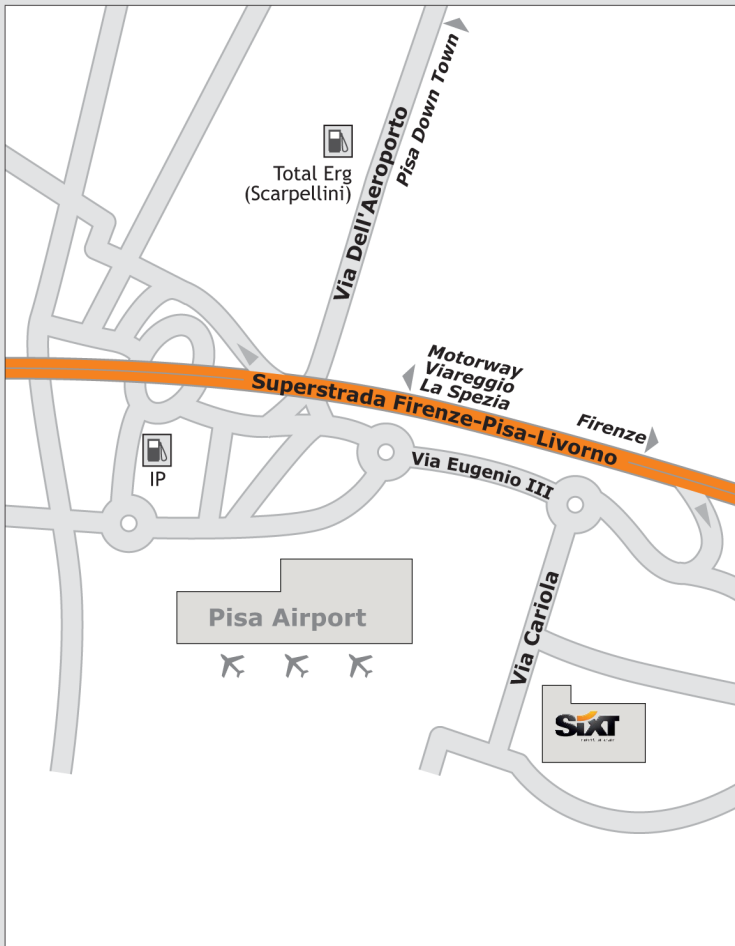 Pisa Down Town
Via Dell'Aeroporto
Total Erg
(Scarpellini)
Motorway
Viareggio
La Spezia
Superstrada Firenze-Pisa-Livorno
Firenze
Via Eugenio III
IP
Pisa Airport
Via Cariola
SiXT